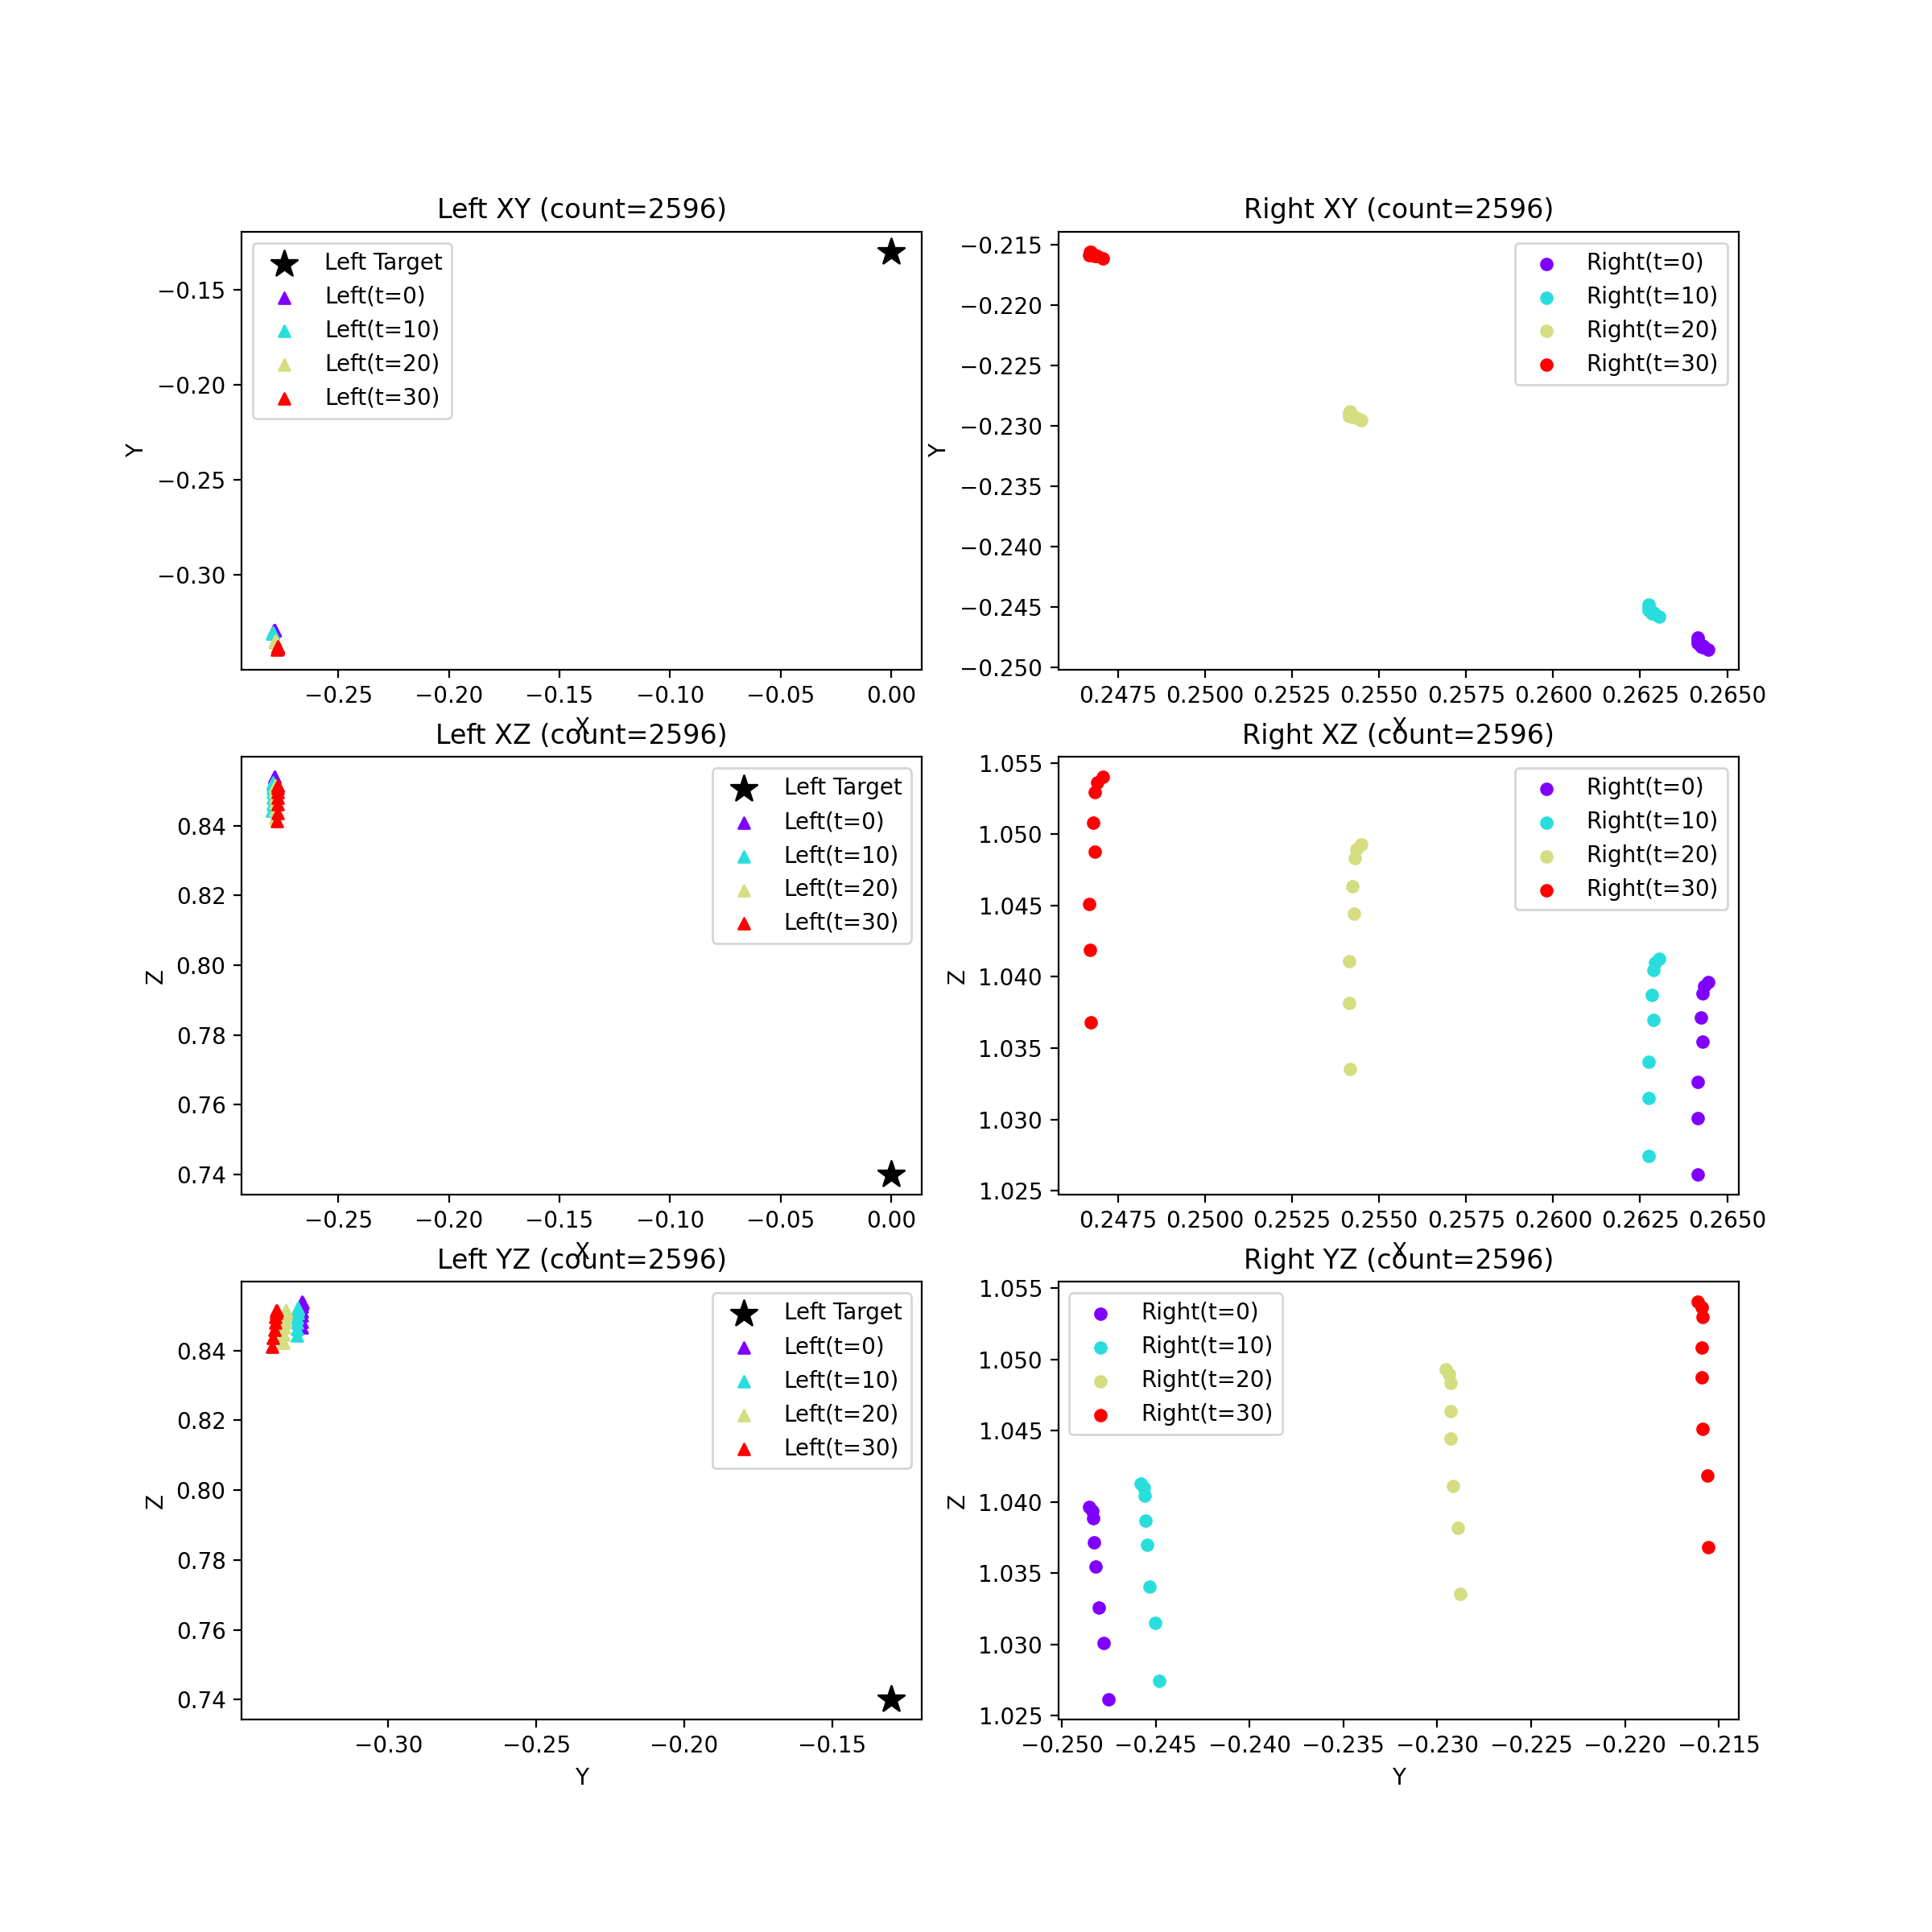 Left XY (count=2596)
Y
−0.15
−0.20
−0.25
−0.30
Left Target
Left(t=0)
Left(t=10)
Left(t=20)
Left(t=30)
−0.25 −0.20 −0.15 −0.10 −0.05 0.00
X
Right XY (count=2596)
Y
−0.215
−0.220
−0.225
−0.230
−0.235
−0.240
−0.245
−0.250
Right(t=0)
Right(t=10)
Right(t=20)
Right(t=30)
0.2475 0.2500 0.2525 0.2550 0.2575 0.2600 0.2625 0.2650
X
Left XZ (count=2596)
Z
0.84
0.82
0.80
0.78
0.76
0.74
Left Target
Left(t=0)
Left(t=10)
Left(t=20)
Left(t=30)
−0.25 −0.20 −0.15 −0.10 −0.05 0.00
X
Right XZ (count=2596)
Z
1.055
1.050
1.045
1.040
1.035
1.030
1.025
Right(t=0)
Right(t=10)
Right(t=20)
Right(t=30)
0.2475 0.2500 0.2525 0.2550 0.2575 0.2600 0.2625 0.2650
X
Left YZ (count=2596)
Z
0.84
0.82
0.80
0.78
0.76
0.74
Left Target
Left(t=0)
Left(t=10)
Left(t=20)
Left(t=30)
−0.30 −0.25 −0.20 −0.15
Y
Right YZ (count=2596)
Z
1.055
1.050
1.045
1.040
1.035
1.030
1.025
Right(t=0)
Right(t=10)
Right(t=20)
Right(t=30)
−0.250 −0.245 −0.240 −0.235 −0.230 −0.225 −0.220 −0.215
Y